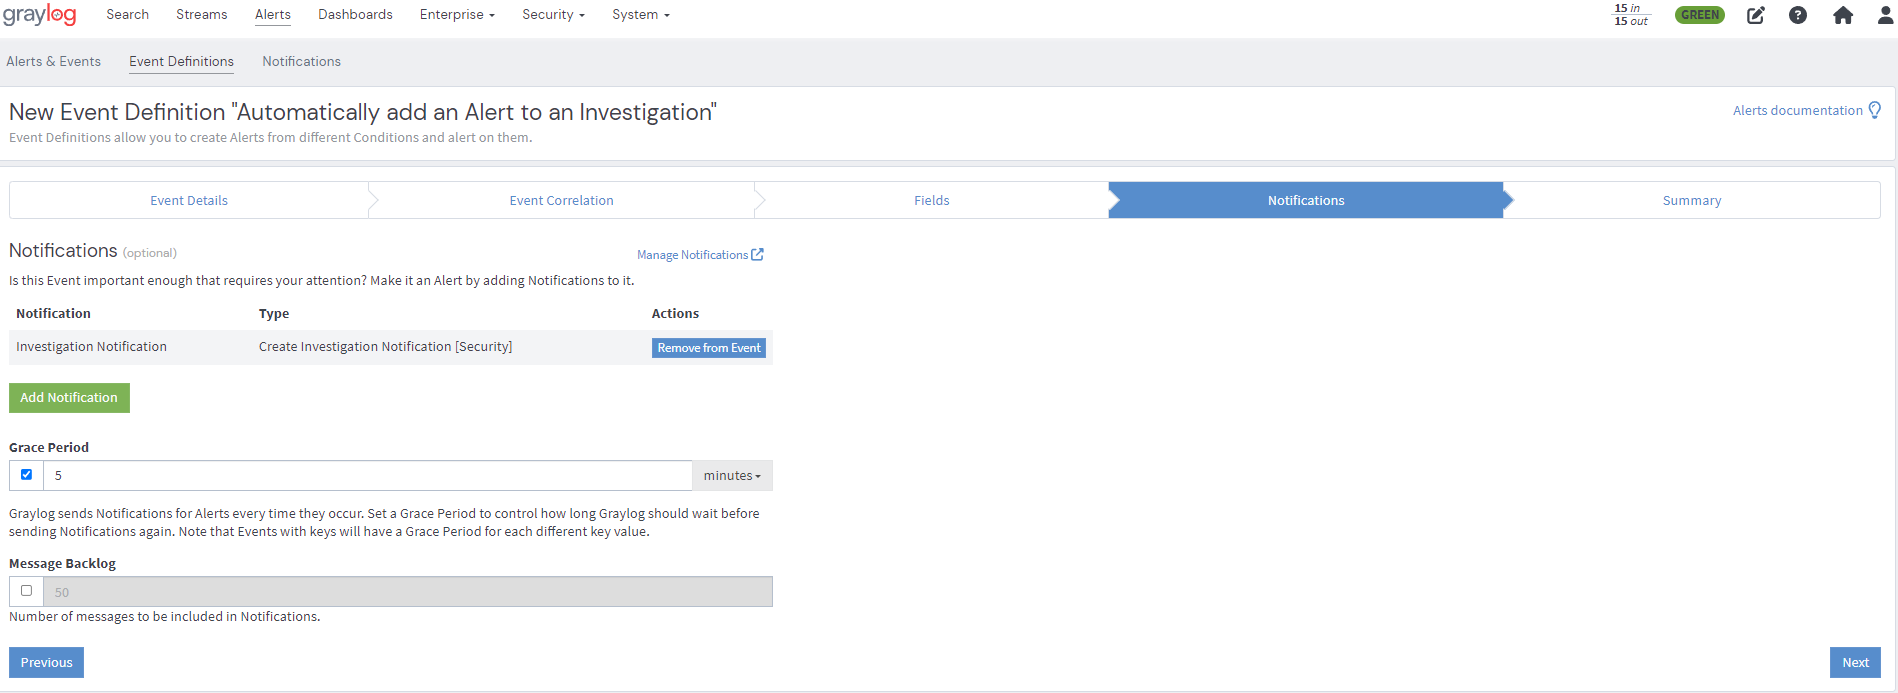 graylog Search Streams Alerts Dashboards Enterprise Security System 15 in GREEN
15 out
Alerts & Events Event Definitions Notifications
New Event Definition "Automatically add an Alert to an Investigation" Alerts documentation
Event Definitions allow you to create Alerts from different Conditions and alert on them.
Event Details Event Correlation Fields Notifications Summary
Notifications (optional) Manage Notifications
Is this Event important enough that requires your attention? Make it an Alert by adding Notifications to it.
Notification Type Actions
Investigation Notification Create Investigation Notification [Security] Remove from Event
Add Notification
Grace Period
5 minutes
Graylog sends Notifications for Alerts every time they occur. Set a Grace Period to control how long Graylog should wait before
sending Notifications again. Note that Events with keys will have a Grace Period for each different key value.
Message Backlog
50
Number of messages to be included in Notifications.
Previous Next